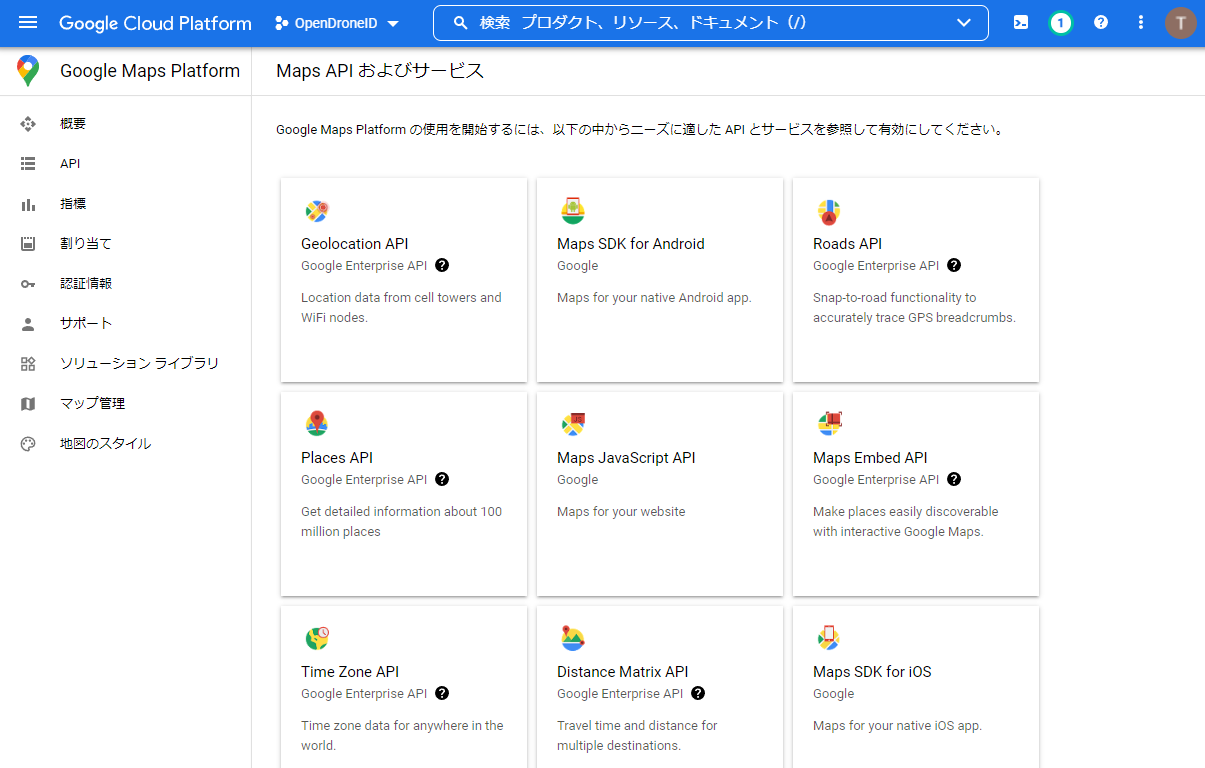 Google Cloud Platform
OpenDroneID
検索 プロダクト、リソース、ドキュメント（/）
1
T
Google Maps Platform
Maps API およびサービス
概要
API
指標
割り当て
認証情報
サポート
ソリューション ライブラリ
マップ管理
地図のスタイル
Google Maps Platform の使用を開始するには、以下の中からニーズに適した API とサービスを参照して有効にしてください。
Geolocation API
Google Enterprise API
Location data from cell towers and
WiFi nodes.
Maps SDK for Android
Google
Maps for your native Android app.
Roads API
Google Enterprise API
Snap-to-road functionality to
accurately trace GPS breadcrumbs.
Places API
Google Enterprise API
Get detailed information about 100
million places
Maps JavaScript API
Google
Maps for your website
Maps Embed API
Google Enterprise API
Make places easily discoverable
with interactive Google Maps.
Time Zone API
Google Enterprise API
Time zone data for anywhere in the
world.
Distance Matrix API
Google Enterprise API
Travel time and distance for
multiple destinations.
Maps SDK for iOS
Google
Maps for your native iOS app.